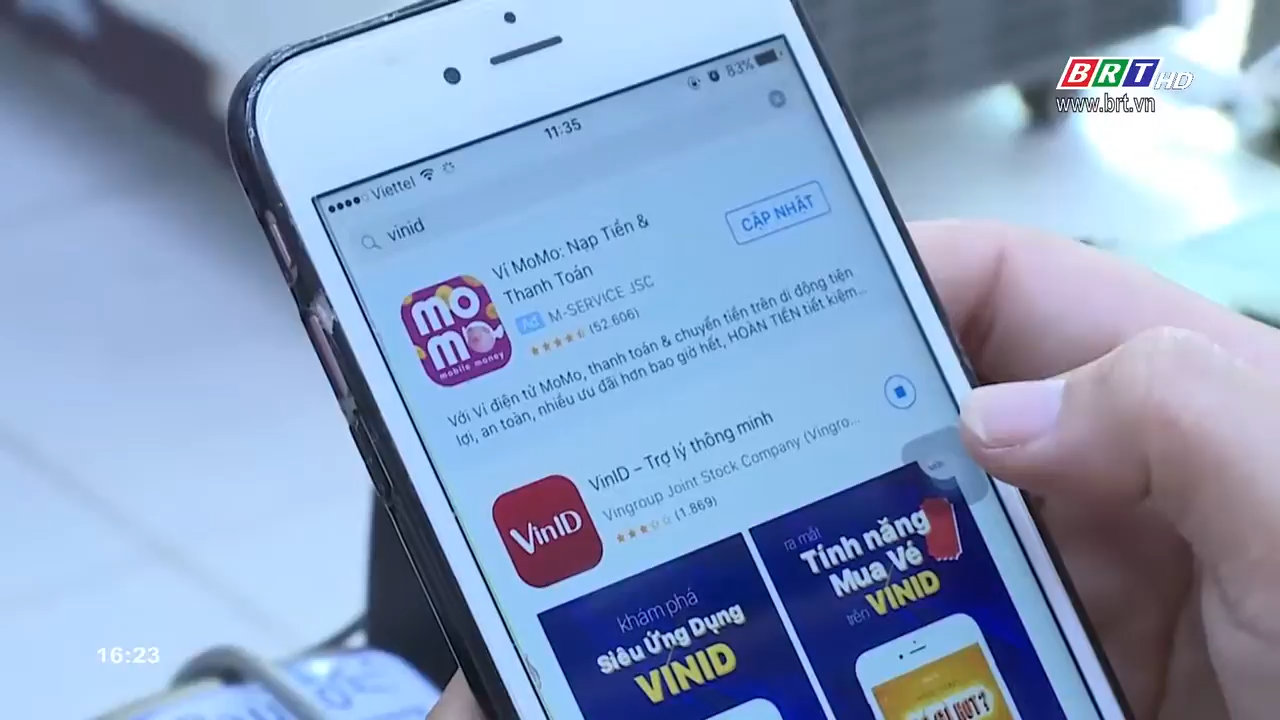 BRT HD
www.brt.vn
Viettel
11:35
83%
vinid
Ví MoMo: Nạp Tiền &
Thanh Toán
CẬP NHẬT
Ad M-SERVICE JSC
(52.606)
mo
mo
mobile money
Với Ví điện tử MoMo, thanh toán & chuyển tiền trên di động tiện
lợi, an toàn, nhiều ưu đãi hơn bao giờ hết, HOÀN TIỀN tiết kiệm...
VinID – Trợ lý thông minh
Vingroup Joint Stock Company (Vingro...
(1.869)
VinID
khám phá
Siêu Ứng Dụng
VINID
ra mắt
Tính năng
Mua Vé
trên VINID
16:23